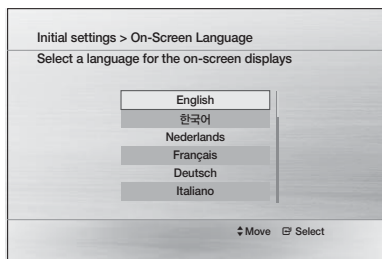 Initial settings > On-Screen Language
Select a language for the on-screen displays
English
한국어
Nederlands
Français
Deutsch
Italiano
Move Select